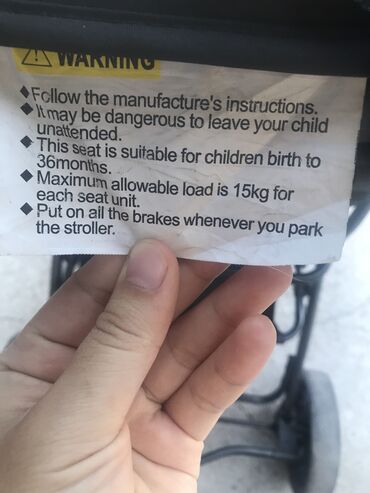 WARNING
◆Follow the manufacture's instructions.
◆It may be dangerous to leave your child
unattended.
◆This seat is suitable for children birth to
36months.
◆Maximum allowable load is 15kg for
each seat unit.
◆Put on all the brakes whenever you park
the stroller.